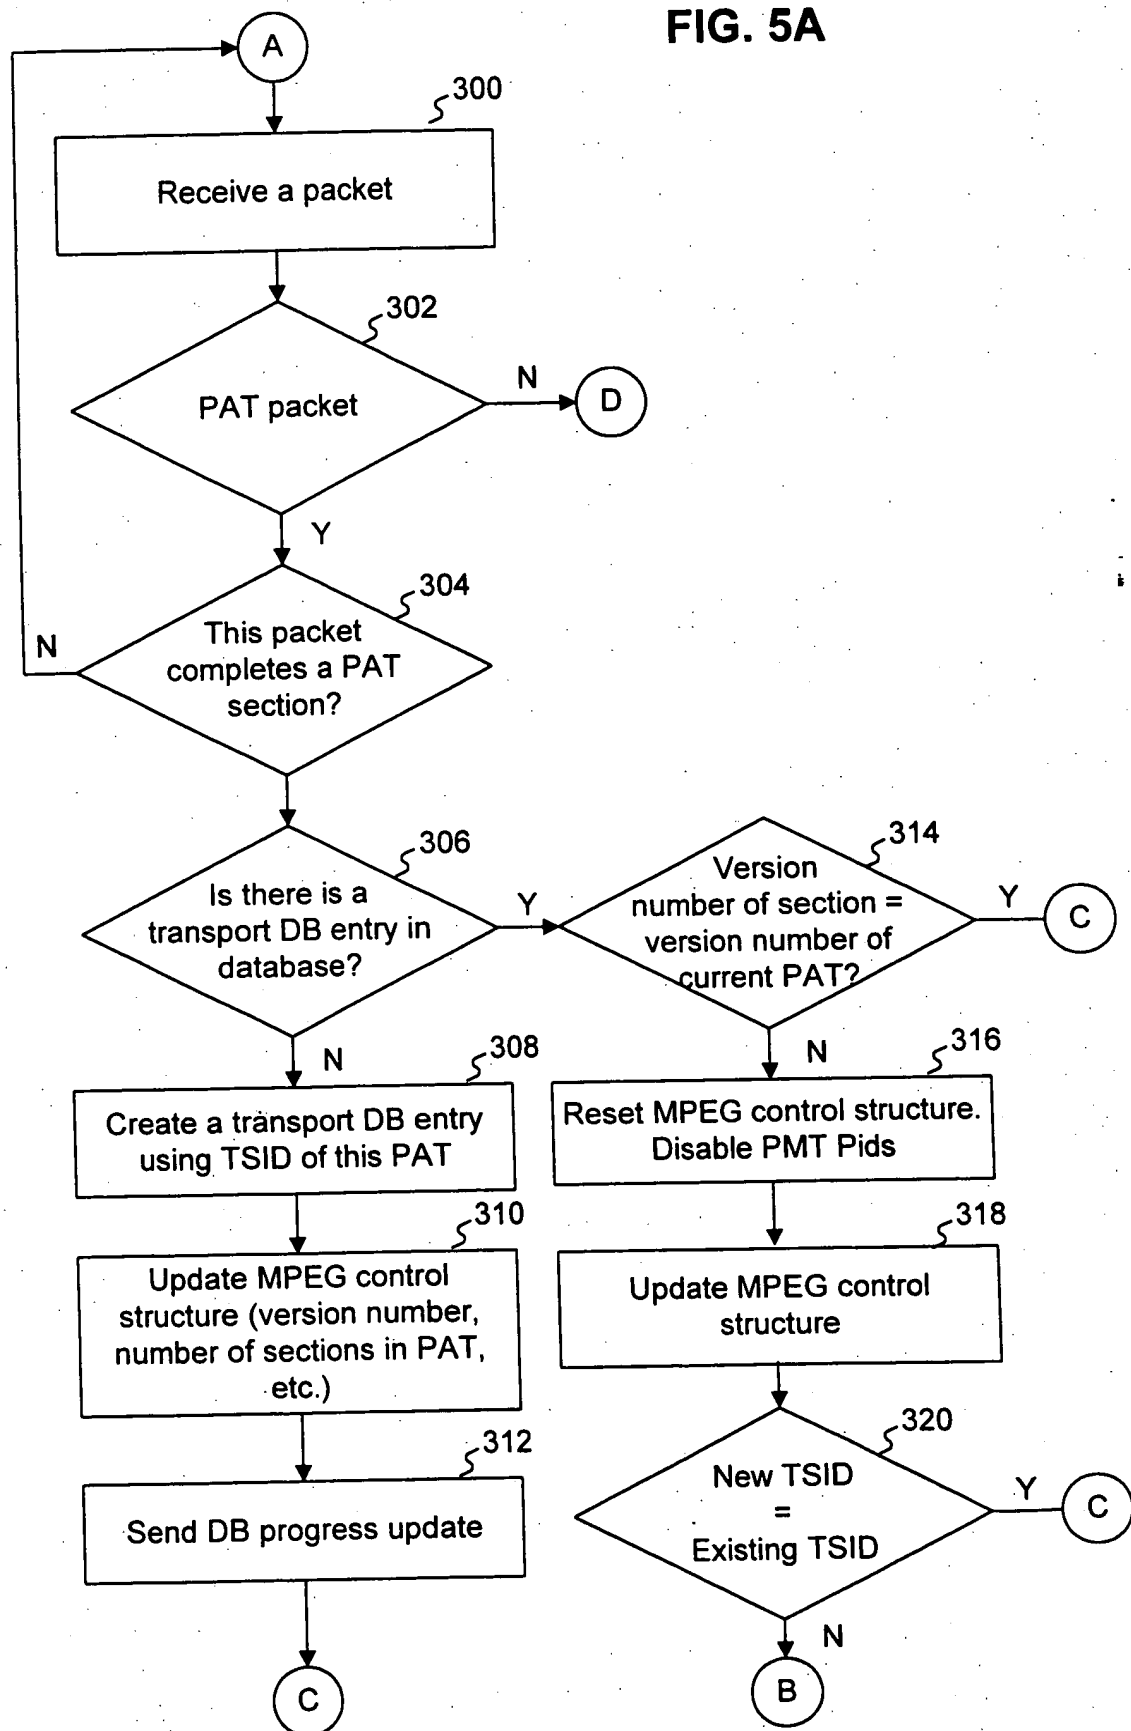 FIG. 5A
A
300
Receive a packet
302
PAT packet
N
D
Y
304
This packet
completes a PAT
section?
N
306
Is there is a
transport DB entry in
database?
Y
314
Version
number of section =
version number of
current PAT?
Y
C
N
308
Create a transport DB entry
using TSID of this PAT
N
316
Reset MPEG control structure.
Disable PMT Pids
310
Update MPEG control
structure (version number,
number of sections in PAT,
etc.)
318
Update MPEG control
structure
312
Send DB progress update
320
New TSID
=
Existing TSID
Y
C
N
C
B